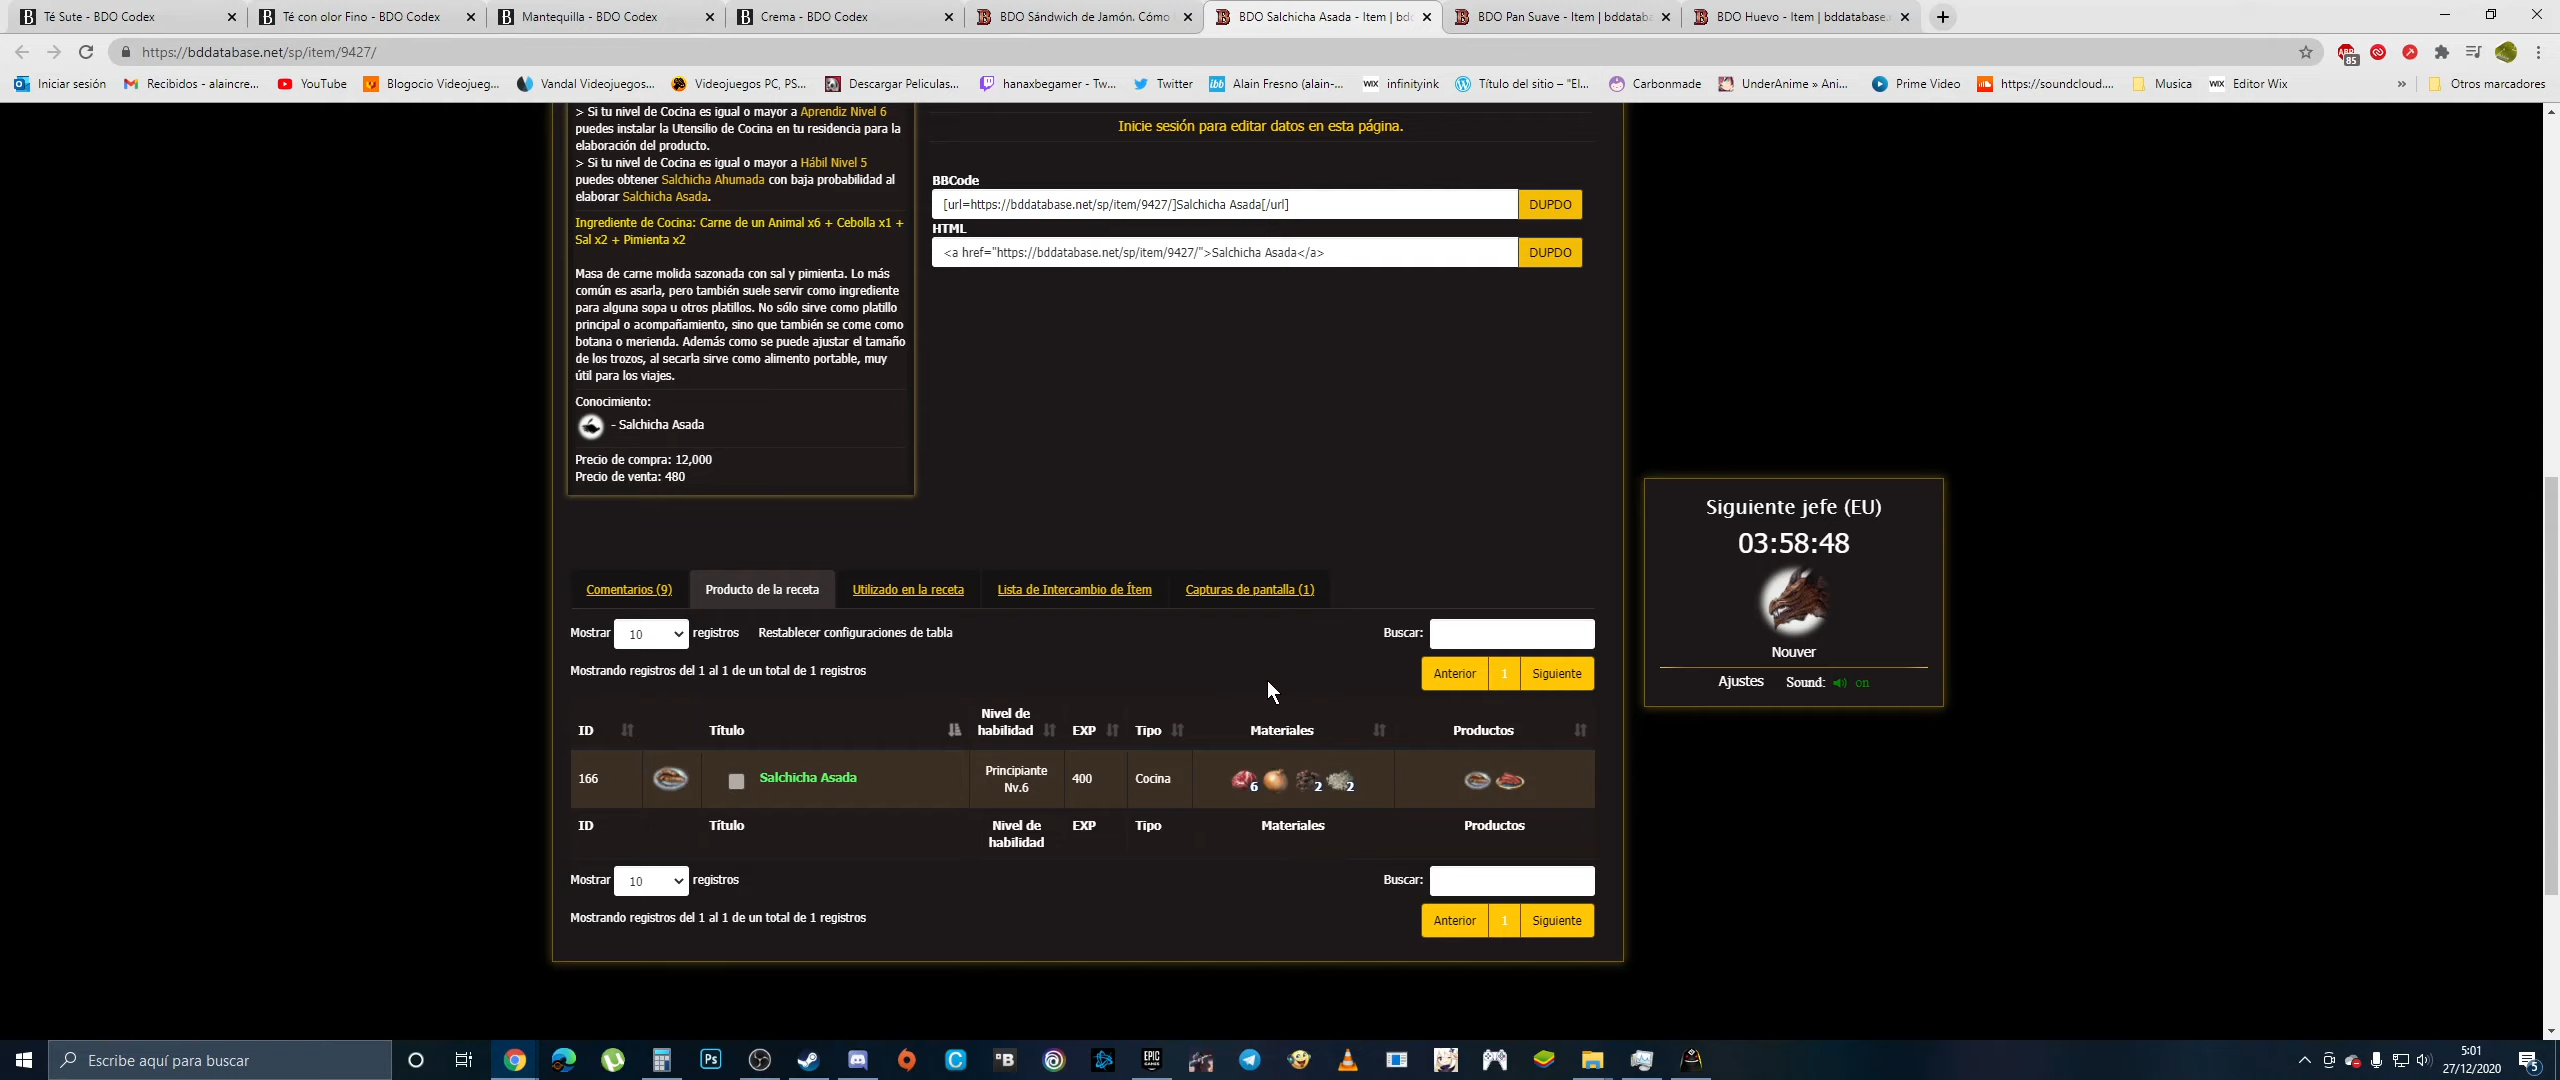 Té Sute - BDO Codex
Té con olor Fino - BDO Codex
Mantequilla - BDO Codex
Crema - BDO Codex
BDO Sándwich de Jamón. Cómo
BDO Salchicha Asada - Item | bd
BDO Pan Suave - Item | bddataba
BDO Huevo - Item | bddatabase.
https://bddatabase.net/sp/item/9427/
Iniciar sesión
Recibidos - alaincre...
YouTube
Blogocio Videojueg...
Vandal Videojuegos...
Videojuegos PC, PS...
Descargar Peliculas...
hanaxbegamer - Tw...
Twitter
Alain Fresno (alain-...
infinityink
Título del sitio – "El...
Carbonmade
UnderAnime » Ani...
Prime Video
https://soundcloud....
Musica
Editor Wix
»
Otros marcadores
> Si tu nivel de Cocina es igual o mayor a Aprendiz Nivel 6
puedes instalar la Utensilio de Cocina en tu residencia para la
elaboración del producto.
> Si tu nivel de Cocina es igual o mayor a Hábil Nivel 5
puedes obtener Salchicha Ahumada con baja probabilidad al
elaborar Salchicha Asada.
Ingrediente de Cocina: Carne de un Animal x6 + Cebolla x1 +
Sal x2 + Pimienta x2
Masa de carne molida sazonada con sal y pimienta. Lo más
común es asarla, pero también suele servir como ingrediente
para alguna sopa u otros platillos. No sólo sirve como platillo
principal o acompañamiento, sino que también se come como
botana o merienda. Además como se puede ajustar el tamaño
de los trozos, al secarla sirve como alimento portable, muy
útil para los viajes.
Conocimiento:
- Salchicha Asada
Precio de compra: 12,000
Precio de venta: 480
Inicie sesión para editar datos en esta página.
BBCode
[url=https://bddatabase.net/sp/item/9427/]Salchicha Asada[/url]
DUPDO
HTML
<a href="https://bddatabase.net/sp/item/9427/">Salchicha Asada</a>
DUPDO
Siguiente jefe (EU)
03:58:48
Nouver
Ajustes Sound: on
Comentarios (9)
Producto de la receta
Utilizado en la receta
Lista de Intercambio de Ítem
Capturas de pantalla (1)
Mostrar 10 registros Restablecer configuraciones de tabla
Buscar:
Mostrando registros del 1 al 1 de un total de 1 registros
Anterior 1 Siguiente
ID Título Nivel de habilidad EXP Tipo Materiales Productos
166 Salchicha Asada Principiante Nv.6 400 Cocina 6 2 2
ID Título Nivel de habilidad EXP Tipo Materiales Productos
Mostrar 10 registros
Buscar:
Mostrando registros del 1 al 1 de un total de 1 registros
Anterior 1 Siguiente
Escribe aquí para buscar
5:01
27/12/2020